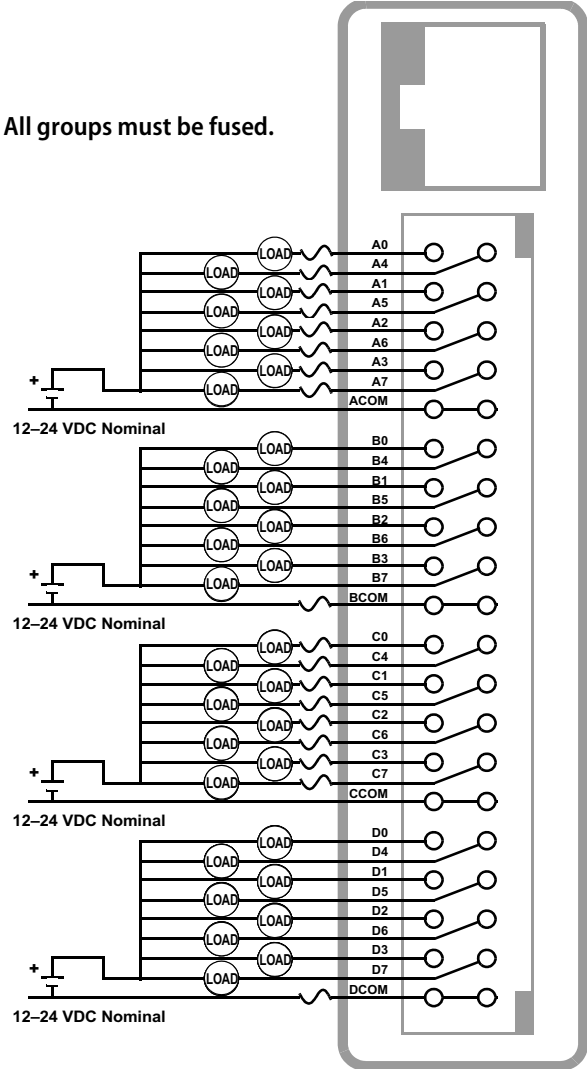 All groups must be fused.
LOAD A0
LOAD A4
LOAD A1
LOAD A5
LOAD A2
LOAD A6
LOAD A3
+ LOAD A7
ACOM
12–24 VDC Nominal
LOAD B0
LOAD B4
LOAD B1
LOAD B5
LOAD B2
LOAD B6
LOAD B3
+ LOAD B7
BCOM
12–24 VDC Nominal
LOAD C0
LOAD C4
LOAD C1
LOAD C5
LOAD C2
LOAD C6
LOAD C3
+ LOAD C7
CCOM
12–24 VDC Nominal
LOAD D0
LOAD D4
LOAD D1
LOAD D5
LOAD D2
LOAD D6
LOAD D3
+ LOAD D7
DCOM
12–24 VDC Nominal